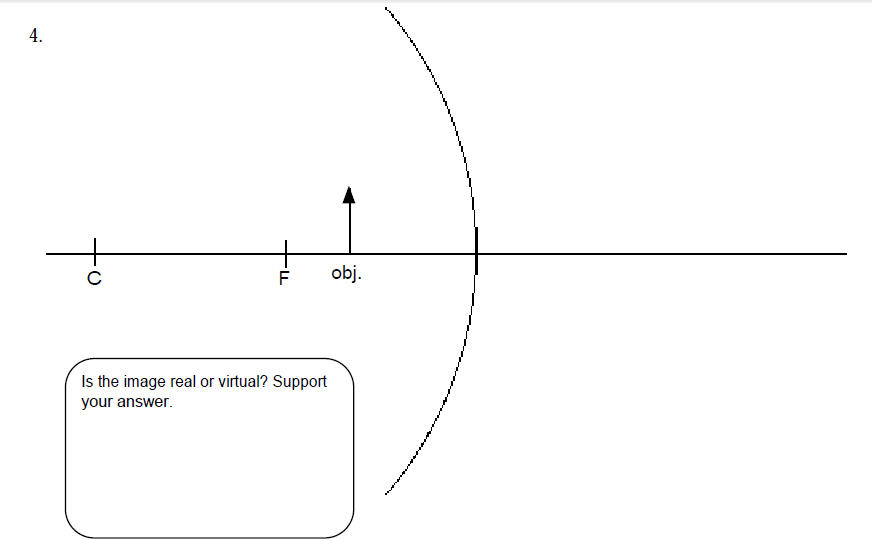 4.
C
F
obj.
Is the image real or virtual? Support
your answer.